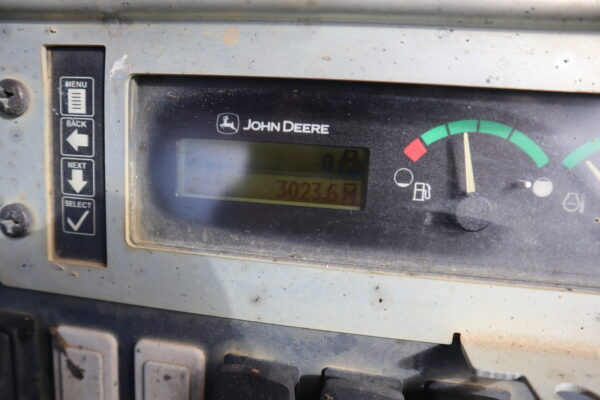 MENU
BACK
NEXT
SELECT
JOHN DEERE
3023.6